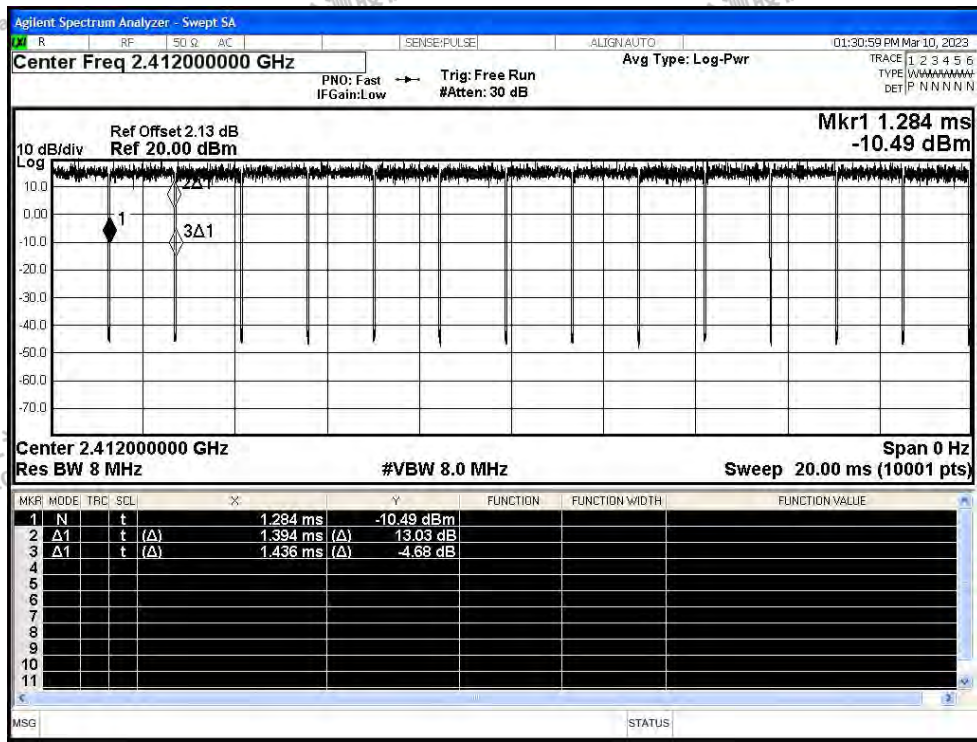 Agilent Spectrum Analyzer - Swept SA
R RF 50 Ω AC SENSE:PULSE ALIGN AUTO 01:30:59 PM Mar 10, 2023
Center Freq 2.412000000 GHz
PNO: Fast
IFGain:Low
Trig: Free Run
#Atten: 30 dB
Avg Type: Log-Pwr
TRACE 1 2 3 4 5 6
TYPE WWWWWW
DET P N N N N N
Mkr1 1.284 ms
-10.49 dBm
Ref Offset 2.13 dB
10 dB/div Ref 20.00 dBm
Log
10.0
0.00
-10.0
-20.0
-30.0
-40.0
-50.0
-60.0
-70.0
1
2Δ1
3Δ1
Center 2.412000000 GHz Span 0 Hz
Res BW 8 MHz #VBW 8.0 MHz Sweep 20.00 ms (10001 pts)
MKR MODE TRC SCL X Y FUNCTION FUNCTION WIDTH FUNCTION VALUE
1 N t 1.284 ms -10.49 dBm
2 Δ1 t (Δ) 1.394 ms (Δ) 13.03 dB
3 Δ1 t (Δ) 1.436 ms (Δ) -4.68 dB
4
5
6
7
8
9
10
11
MSG STATUS